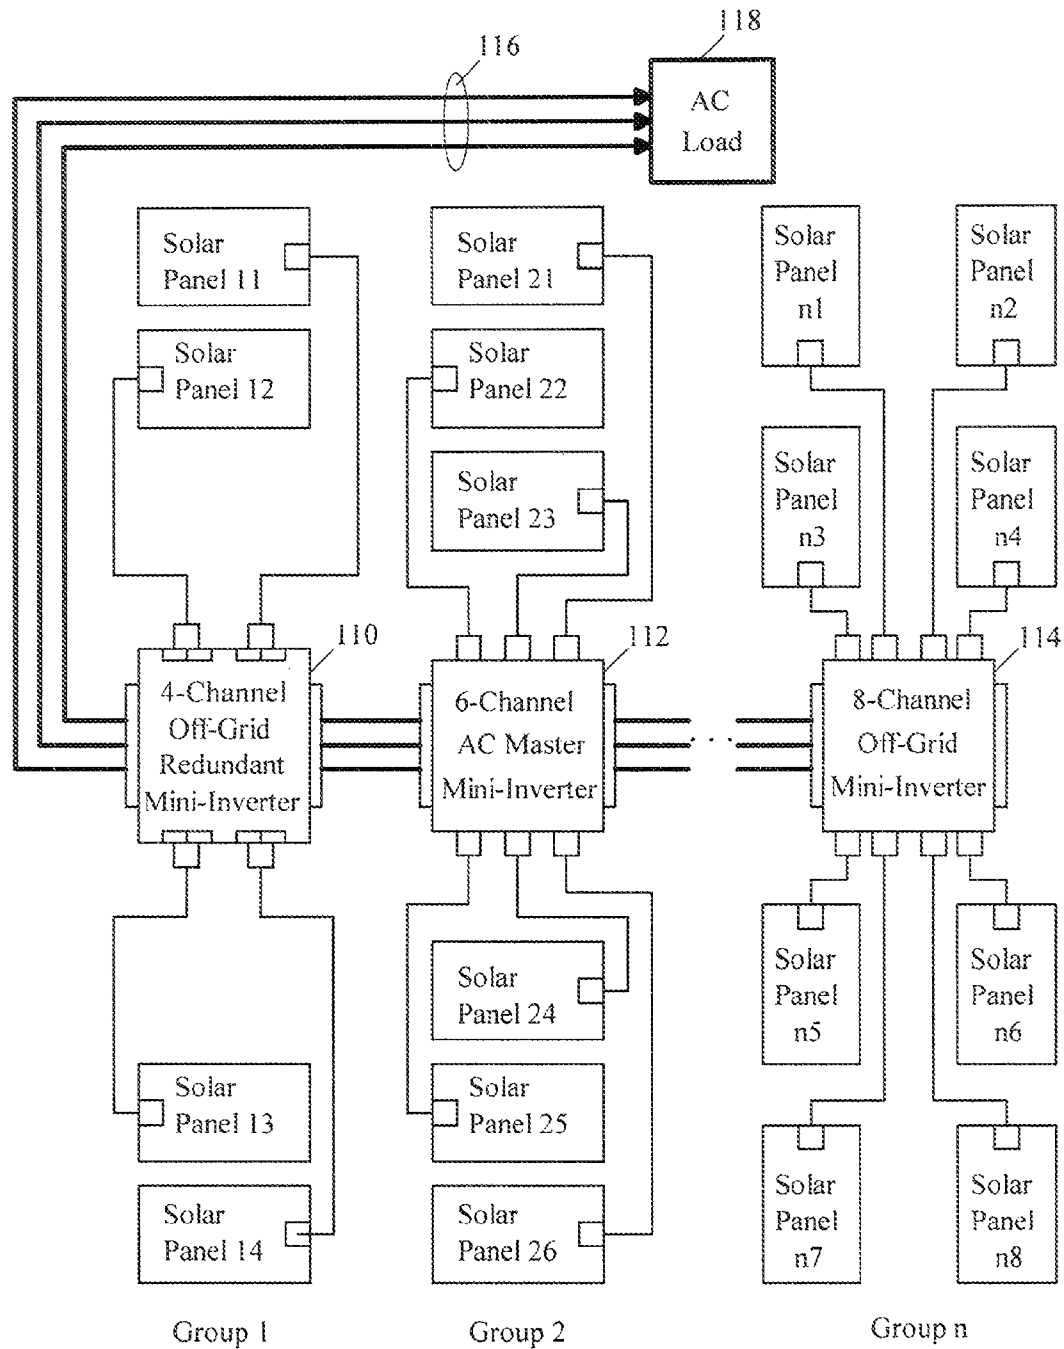 118
116
AC
Load
Solar
Panel 11
Solar
Panel 21
Solar
Panel
n1
Solar
Panel
n2
Solar
Panel 12
Solar
Panel 22
Solar
Panel 23
Solar
Panel
n3
Solar
Panel
n4
110
112
114
4-Channel
Off-Grid
Redundant
Mini-Inverter
6-Channel
AC Master
Mini-Inverter
. . .
8-Channel
Off-Grid
Mini-Inverter
Solar
Panel 24
Solar
Panel
n5
Solar
Panel
n6
Solar
Panel 13
Solar
Panel 25
Solar
Panel 14
Solar
Panel 26
Solar
Panel
n7
Solar
Panel
n8
Group 1
Group 2
Group n